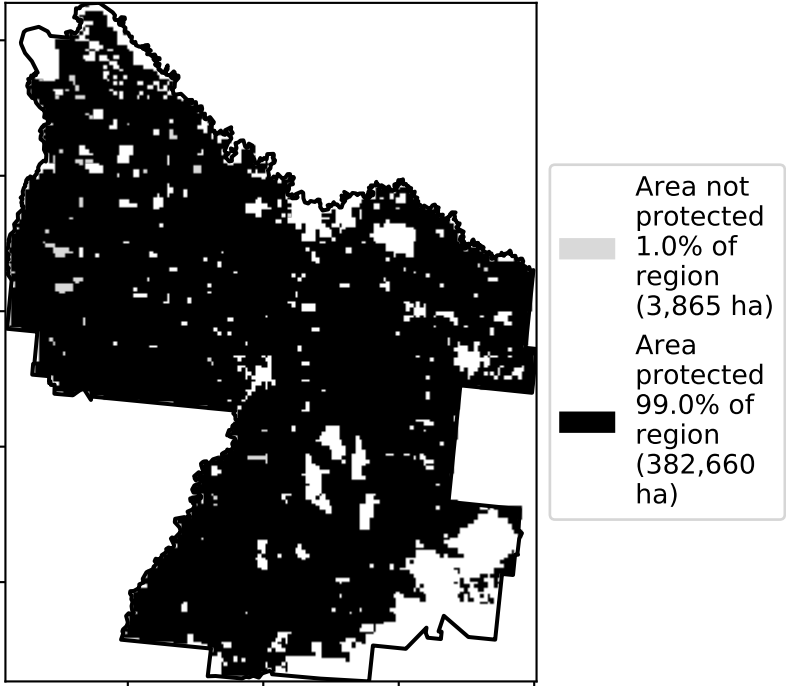 Area not
protected
1.0% of
region
(3,865 ha)
Area
protected
99.0% of
region
(382,660
ha)